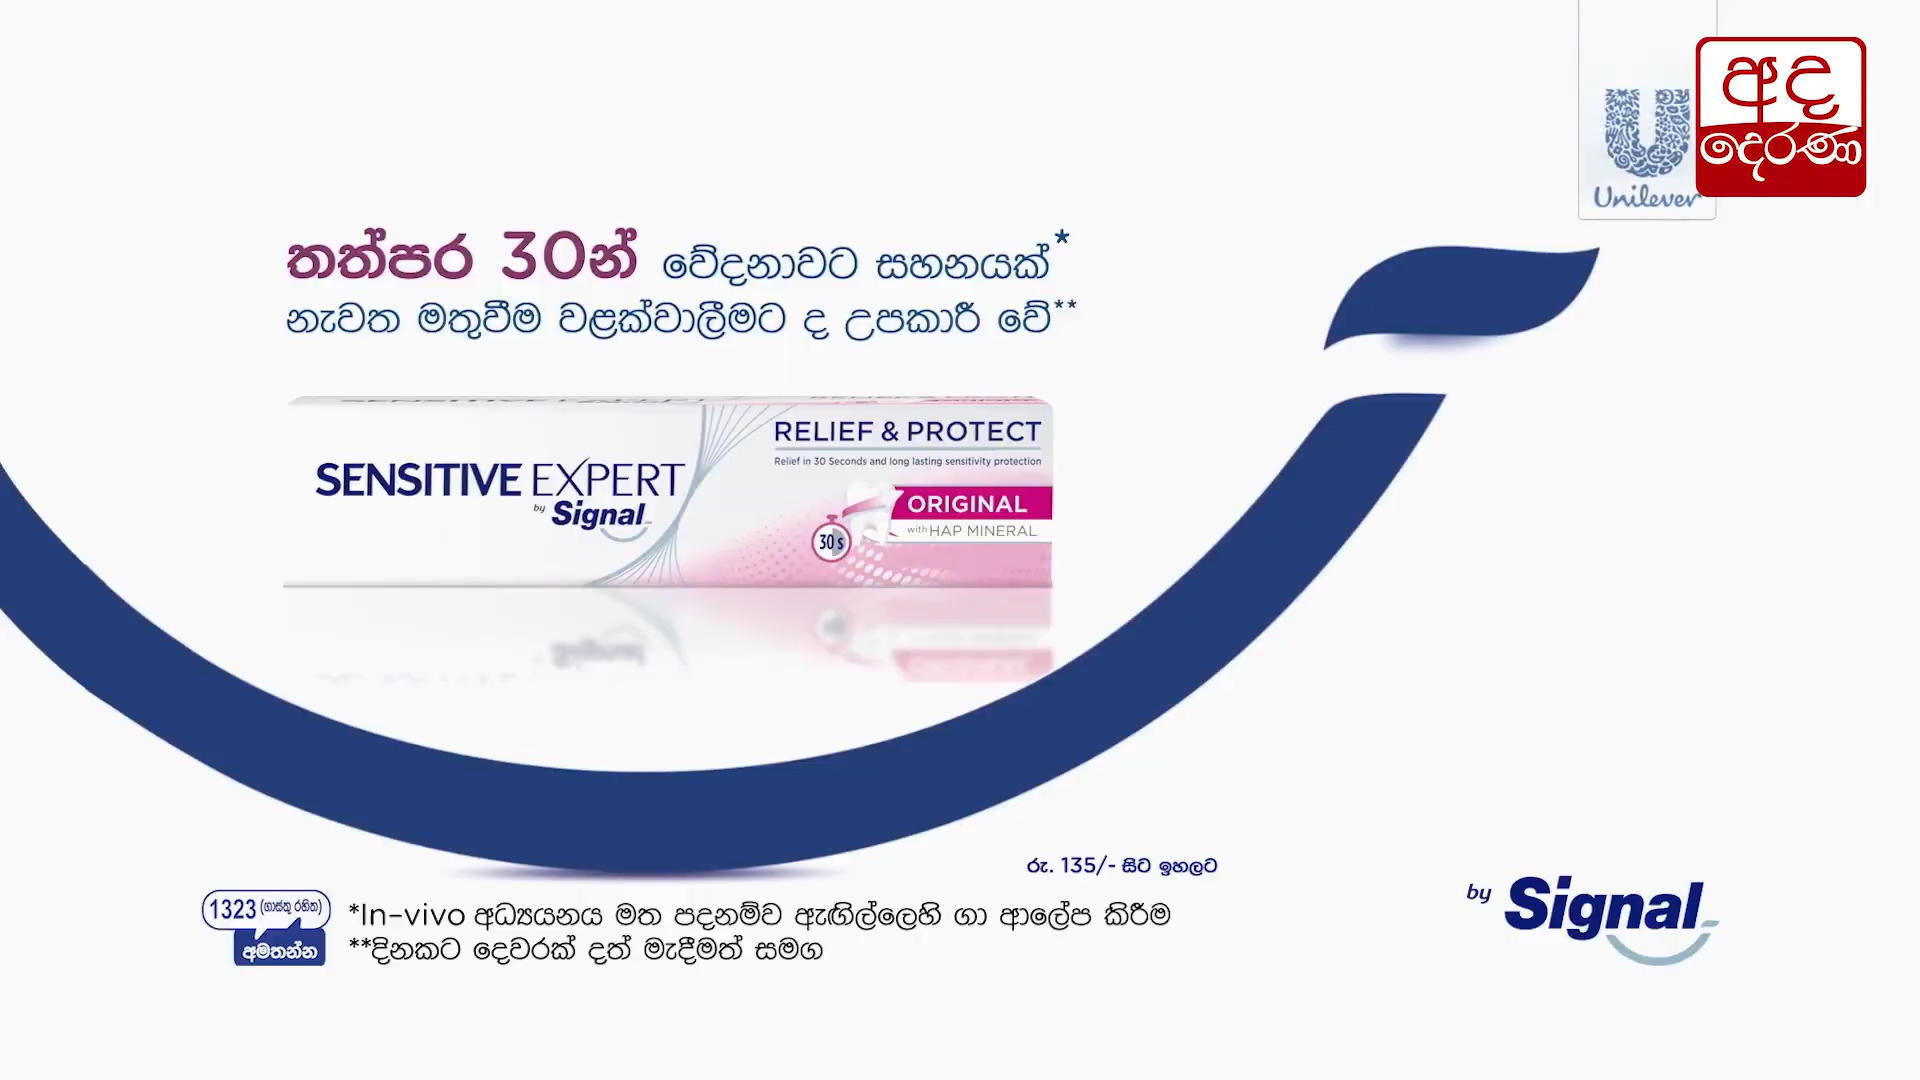 අද
දෙරණ
Unilever
තත්පර 30න් වේදනාවට සහනයක්*
නැවත මතුවීම වළක්වාලීමට ද උපකාරී වේ**
RELIEF & PROTECT
Relief in 30 Seconds and long lasting sensitivity protection
SENSITIVE EXPERT
by Signal
ORIGINAL
with HAP MINERAL
30 s
රු. 135/- සිට ඉහලට
1323 (ගාස්තු රහිත)
අමතන්න
*In-vivo අධ්‍යයනය මත පදනම්ව ඇඟිල්ලෙහි ගා ආලේප කිරීම
**දිනකට දෙවරක් දත් මැදීමත් සමග
by Signal